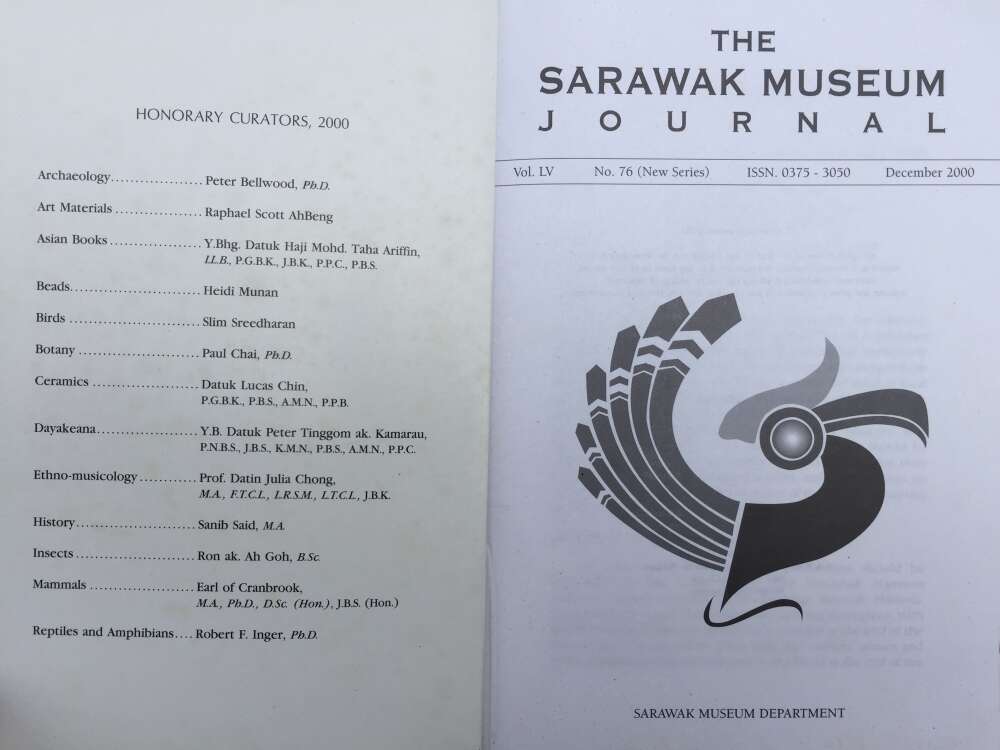 HONORARY CURATORS, 2000
Archaeology................... Peter Bellwood, Ph.D.
Art Materials .................. Raphael Scott AhBeng
Asian Books ................... Y.Bhg. Datuk Haji Mohd. Taha Ariffin,
LL.B., P.G.B.K., J.B.K., P.P.C., P.B.S.
Beads........................... Heidi Munan
Birds ........................... Slim Sreedharan
Botany ......................... Paul Chai, Ph.D.
Ceramics ...................... Datuk Lucas Chin,
P.G.B.K., P.B.S., A.M.N., P.P.B.
Dayakeana..................... Y.B. Datuk Peter Tinggom ak. Kamarau,
P.N.B.S., J.B.S., K.M.N., P.B.S., A.M.N., P.P.C.
Ethno-musicology ............ Prof. Datin Julia Chong,
M.A., F.T.C.L., L.R.S.M., L.T.C.L., J.B.K.
History......................... Sanib Said, M.A.
Insects ......................... Ron ak. Ah Goh, B.Sc.
Mammals ...................... Earl of Cranbrook,
M.A., Ph.D., D.Sc. (Hon.), J.B.S. (Hon.)
Reptiles and Amphibians.... Robert F. Inger, Ph.D.
THE
SARAWAK MUSEUM
JOURNAL
Vol. LV No. 76 (New Series) ISSN. 0375 - 3050 December 2000
SARAWAK MUSEUM DEPARTMENT